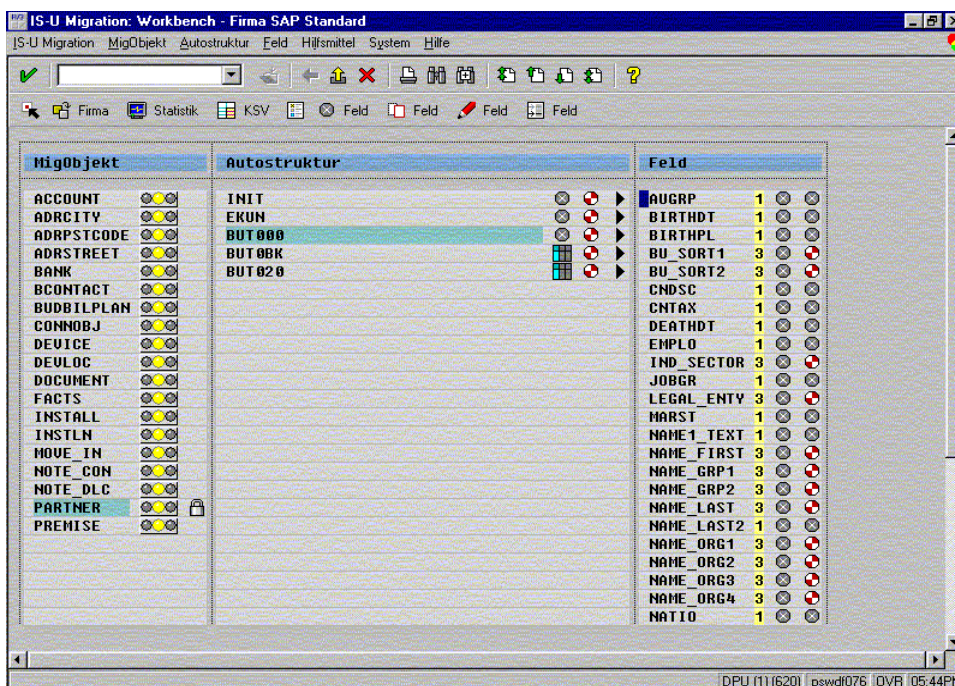 IS-U Migration: Workbench - Firma SAP Standard
IS-U Migration MigObjekt Autostruktur Feld Hilfsmittel System Hilfe
Firma Statistik KSV Feld Feld Feld Feld
MigObjekt Autostruktur Feld
ACCOUNT INIT AUGRP 1
ADRCITY EKUN BIRTHDT 1
ADRPSTCODE BUT000 BIRTHPL 1
ADRSTREET BUT0BK BU_SORT1 3
BANK BUT020 BU_SORT2 3
BCONTACT CNDSC 1
BUDBILPLAN CNTAX 1
CONNOBJ DEATHDT 1
DEVICE EMPLO 1
DEVLOC IND_SECTOR 3
DOCUMENT JOBGR 1
FACTS LEGAL_ENTY 3
INSTALL MARST 1
INSTLN NAME1_TEXT 1
MOVE_IN NAME_FIRST 3
NOTE_CON NAME_GRP1 3
NOTE_DLC NAME_GRP2 3
PARTNER NAME_LAST 3
PREMISE NAME_LAST2 1
NAME_ORG1 3
NAME_ORG2 3
NAME_ORG3 3
NAME_ORG4 3
NATIO 1
DPU (1) (620) pswdf076 OVR 05:44PM